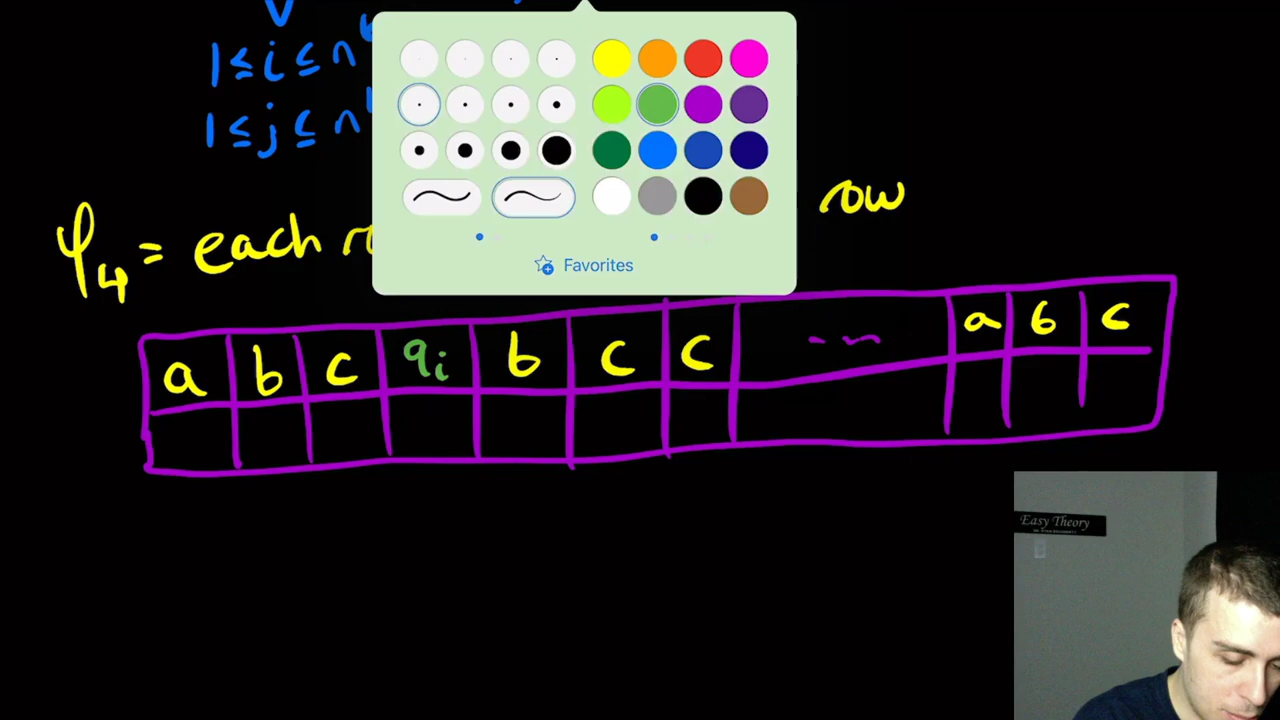 1 ≤ i ≤ n
1 ≤ j ≤ n
Favorites
φ₄ = each row
a b c qᵢ b c c --- a b c
Easy Theory